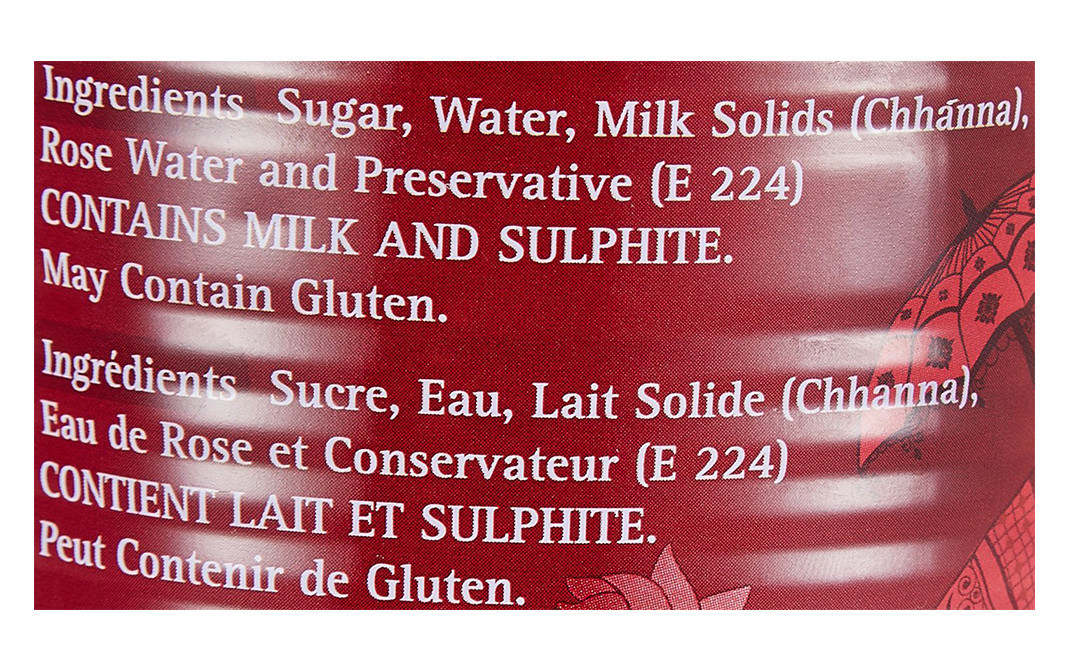 Ingredients Sugar, Water, Milk Solids (Chhánna),
Rose Water and Preservative (E 224)
CONTAINS MILK AND SULPHITE.
May Contain Gluten.
Ingrédients Sucre, Eau, Lait Solide (Chhanna),
Eau de Rose et Conservateur (E 224)
CONTIENT LAIT ET SULPHITE.
Peut Contenir de Gluten.